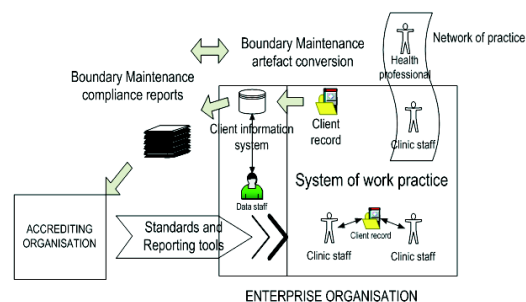 Network of practice
Health
professional
Boundary Maintenance
artefact conversion
Boundary Maintenance
compliance reports
Client information
system
Client
record
Clinic staff
Data staff
System of work practice
ACCREDITING
ORGANISATION
Standards and
Reporting tools
Clinic staff
Client record
Clinic staff
ENTERPRISE ORGANISATION